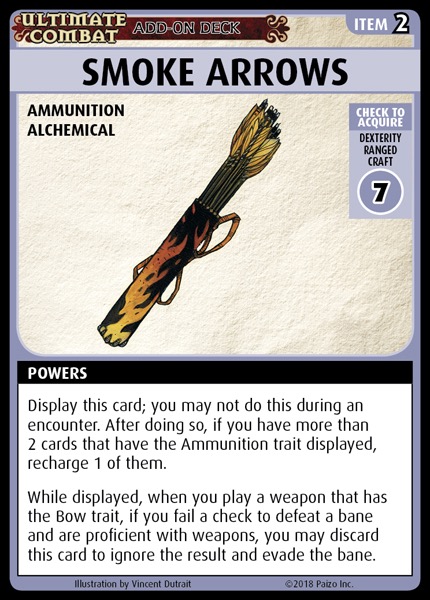 ULTIMATE
COMBAT
ADD-ON DECK
ITEM 2
SMOKE ARROWS
AMMUNITION
ALCHEMICAL
CHECK TO
ACQUIRE
DEXTERITY
RANGED
CRAFT
7
POWERS
Display this card; you may not do this during an
encounter. After doing so, if you have more than
2 cards that have the Ammunition trait displayed,
recharge 1 of them.
While displayed, when you play a weapon that has
the Bow trait, if you fail a check to defeat a bane
and are proficient with weapons, you may discard
this card to ignore the result and evade the bane.
Illustration by Vincent Dutrait ©2018 Paizo Inc.